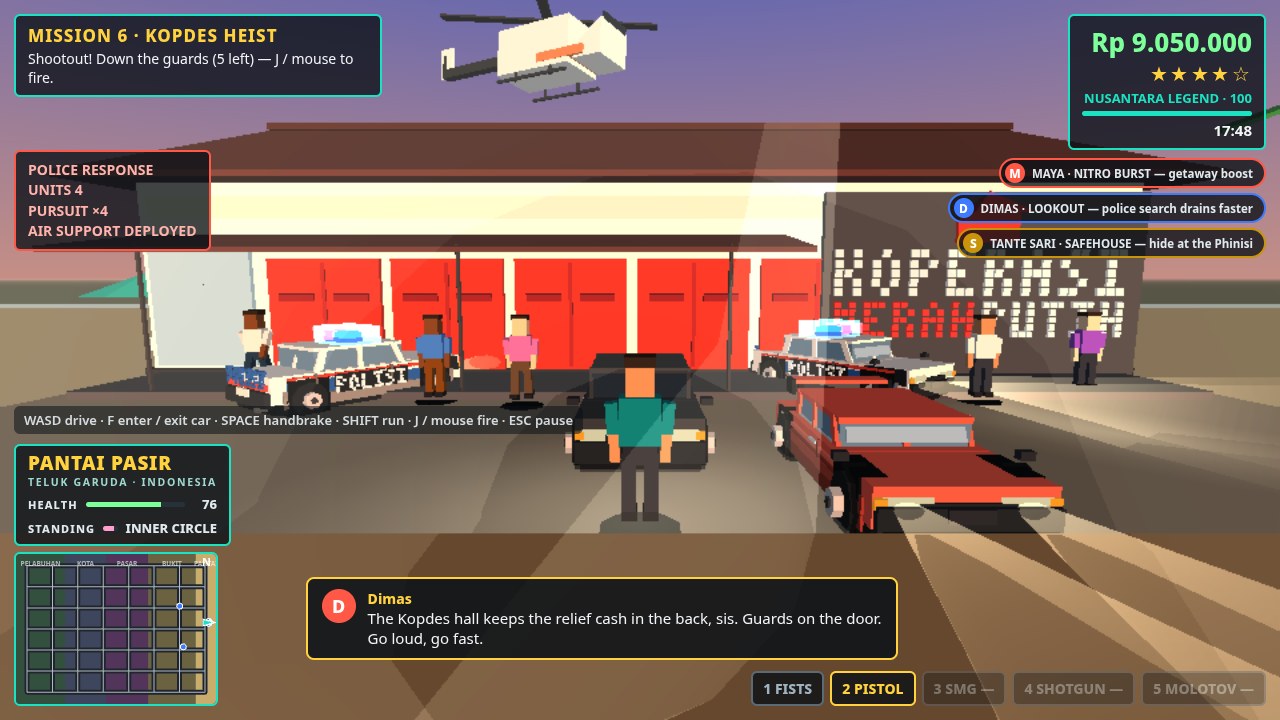 MISSION 6 · KOPDES HEIST
Shootout! Down the guards (5 left) — J / mouse to
fire.
Rp 9.050.000
★★★★☆
NUSANTARA LEGEND · 100
17:48
POLICE RESPONSE
UNITS 4
PURSUIT ×4
AIR SUPPORT DEPLOYED
M MAYA · NITRO BURST — getaway boost
D DIMAS · LOOKOUT — police search drains faster
S TANTE SARI · SAFEHOUSE — hide at the Phinisi
KOPERASI
MERAH PUTIH
POLISI
POLISI
WASD drive · F enter / exit car · SPACE handbrake · SHIFT run · J / mouse fire · ESC pause
PANTAI PASIR
TELUK GARUDA · INDONESIA
HEALTH 76
STANDING INNER CIRCLE
PELABUHAN KOTA PASAR BUKIT
N
D
Dimas
The Kopdes hall keeps the relief cash in the back, sis. Guards on the door.
Go loud, go fast.
1 FISTS 2 PISTOL 3 SMG — 4 SHOTGUN — 5 MOLOTOV —